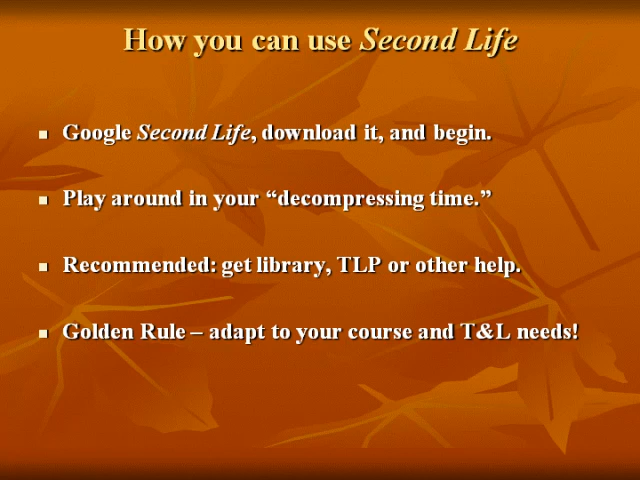 How you can use Second Life
Google Second Life, download it, and begin.
Play around in your “decompressing time.”
Recommended: get library, TLP or other help.
Golden Rule – adapt to your course and T&L needs!